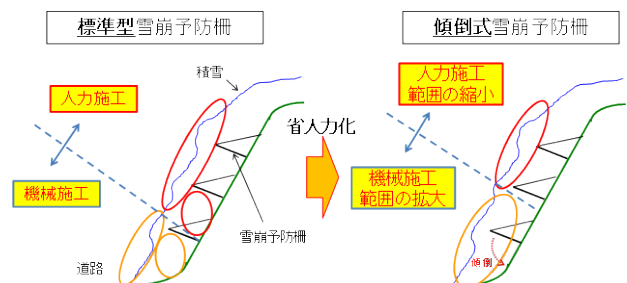 標準型雪崩予防柵
傾倒式雪崩予防柵
積雪
人力施工
機械施工
雪崩予防柵
道路
省人力化
人力施工
範囲の縮小
機械施工
範囲の拡大
傾倒